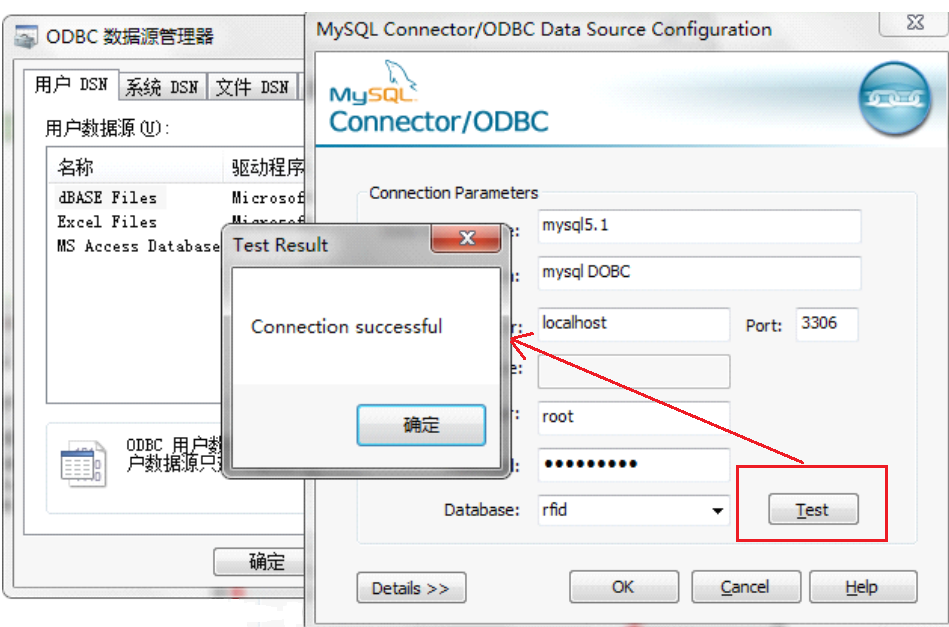 ODBC 数据源管理器
用户 DSN
系统 DSN
文件 DSN
用户数据源(U):
名称
驱动程序
dBASE Files
Microsof
Excel Files
Microsof
MS Access Database
ODBC 用户数
户数据源只
确定
MySQL Connector/ODBC Data Source Configuration
MySQL
Connector/ODBC
Connection Parameters
mysql5.1
mysql DOBC
localhost
Port:
3306
root
Database:
rfid
Test
Details >>
OK
Cancel
Help
Test Result
Connection successful
确定